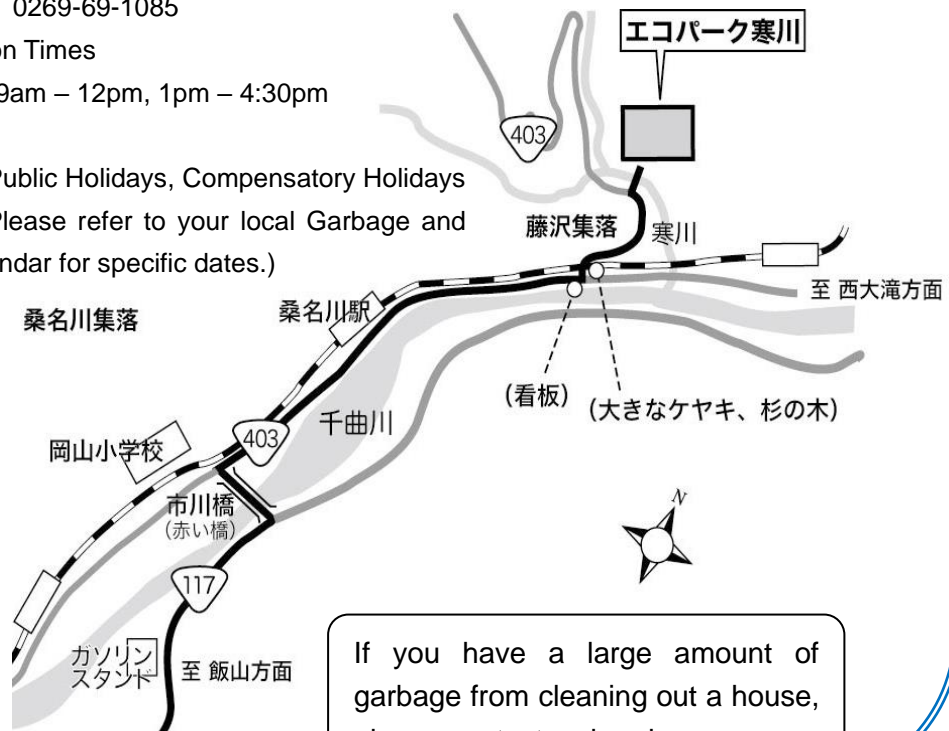 0269-69-1085
on Times
9am – 12pm, 1pm – 4:30pm
Public Holidays, Compensatory Holidays
Please refer to your local Garbage and
ndar for specific dates.)
エコパーク寒川
403
藤沢集落
寒川
至 西大滝方面
桑名川集落
桑名川駅
(看板)
(大きなケヤキ、杉の木)
千曲川
403
岡山小学校
市川橋
(赤い橋)
N
117
ガソリン
スタンド
至 飯山方面
If you have a large amount of
garbage from cleaning out a house,